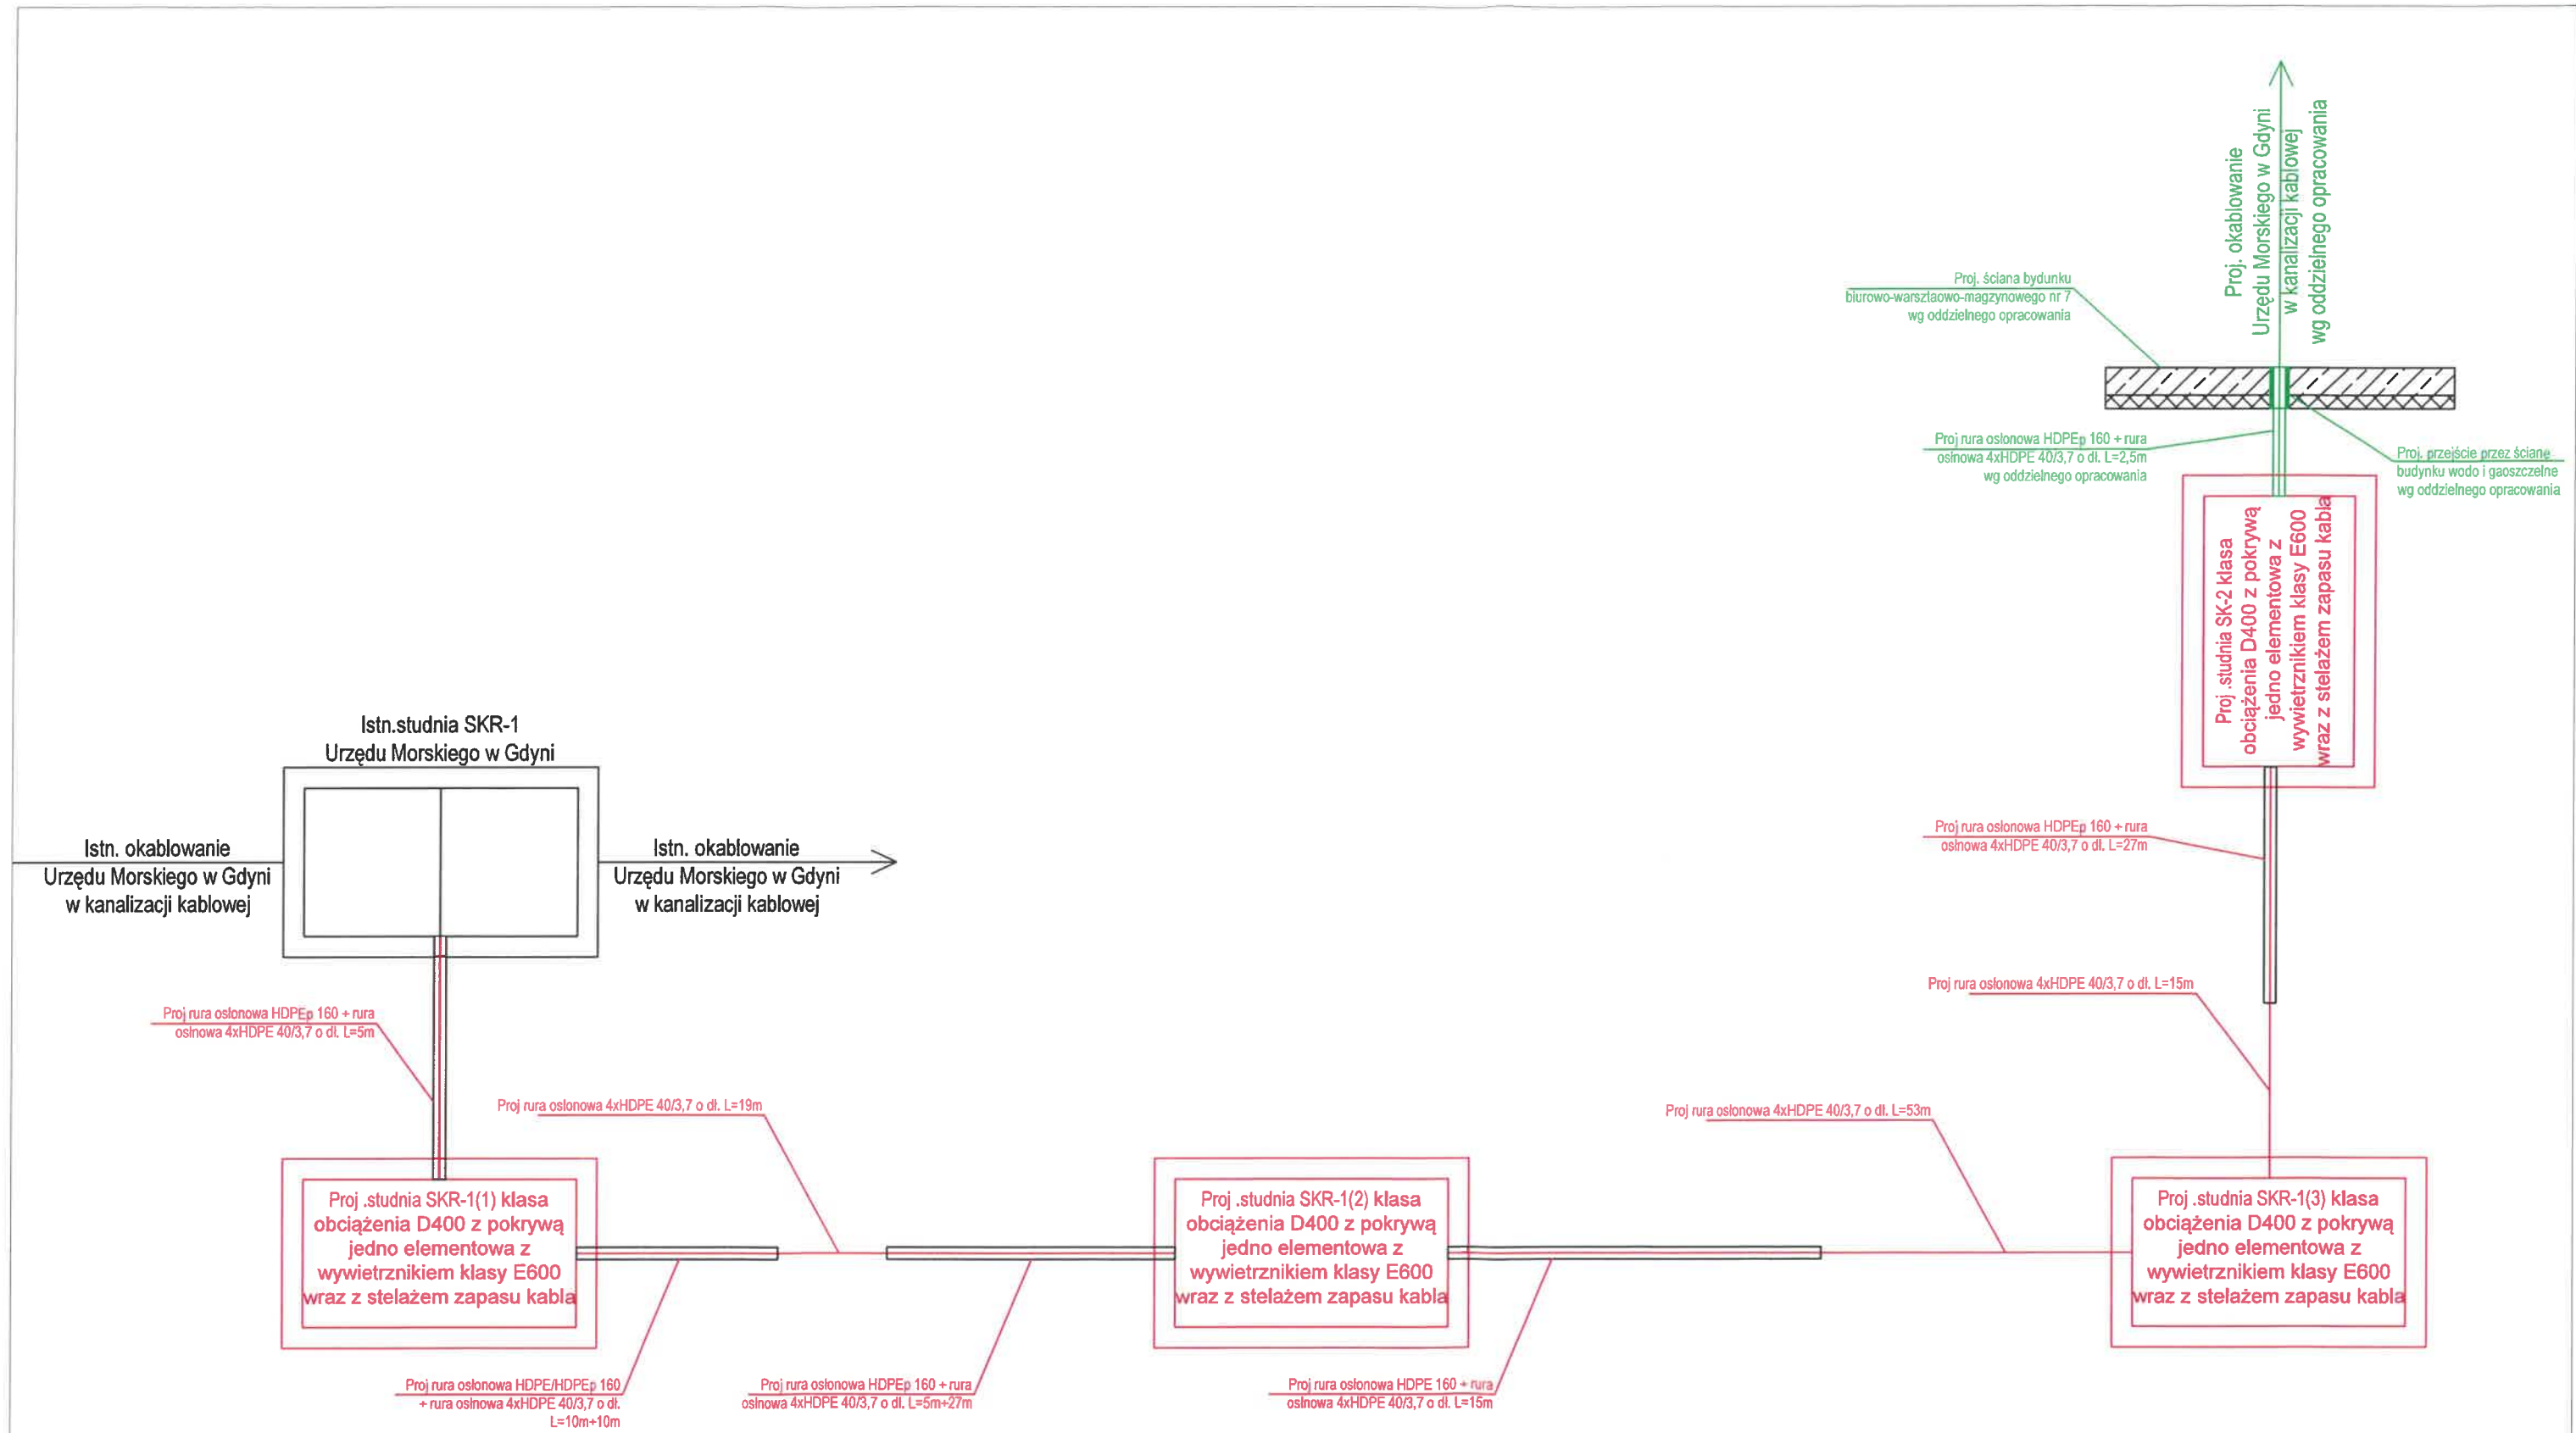 Proj. okablowanie
Urzędu Morskiego w Gdyni
w kanalizacji kablowej
wg oddzielnego opracowania
Proj. ściana bydunku
biurowo-warsztaowo-magzynowego nr 7
wg oddzielnego opracowania
Proj rura osłonowa HDPEp 160 + rura
osłnowa 4xHDPE 40/3,7 o dł. L=2,5m
wg oddzielnego opracowania
Proj. przejście przez ścianę
budynku wodo i gaoszczelne
wg oddzielnego opracowania
Proj .studnia SK-2 klasa
obciążenia D400 z pokrywą
jedno elementowa z
wywietrznikiem klasy E600
wraz z stelażem zapasu kabla
Istn.studnia SKR-1
Urzędu Morskiego w Gdyni
Istn. okablowanie
Urzędu Morskiego w Gdyni
w kanalizacji kablowej
Istn. okablowanie
Urzędu Morskiego w Gdyni
w kanalizacji kablowej
Proj rura osłonowa HDPEp 160 + rura
osłnowa 4xHDPE 40/3,7 o dł. L=27m
Proj rura osłonowa 4xHDPE 40/3,7 o dł. L=15m
Proj rura osłonowa HDPEp 160 + rura
osłnowa 4xHDPE 40/3,7 o dł. L=5m
Proj rura osłonowa 4xHDPE 40/3,7 o dł. L=19m
Proj rura osłonowa 4xHDPE 40/3,7 o dł. L=53m
Proj .studnia SKR-1(1) klasa
obciążenia D400 z pokrywą
jedno elementowa z
wywietrznikiem klasy E600
wraz z stelażem zapasu kabla
Proj .studnia SKR-1(2) klasa
obciążenia D400 z pokrywą
jedno elementowa z
wywietrznikiem klasy E600
wraz z stelażem zapasu kabla
Proj .studnia SKR-1(3) klasa
obciążenia D400 z pokrywą
jedno elementowa z
wywietrznikiem klasy E600
wraz z stelażem zapasu kabla
Proj rura osłonowa HDPE/HDPEp 160
+ rura osłnowa 4xHDPE 40/3,7 o dł.
L=10m+10m
Proj rura osłonowa HDPEp 160 + rura
osłnowa 4xHDPE 40/3,7 o dł. L=5m+27m
Proj rura osłonowa HDPE 160 + rura
osłnowa 4xHDPE 40/3,7 o dł. L=15m